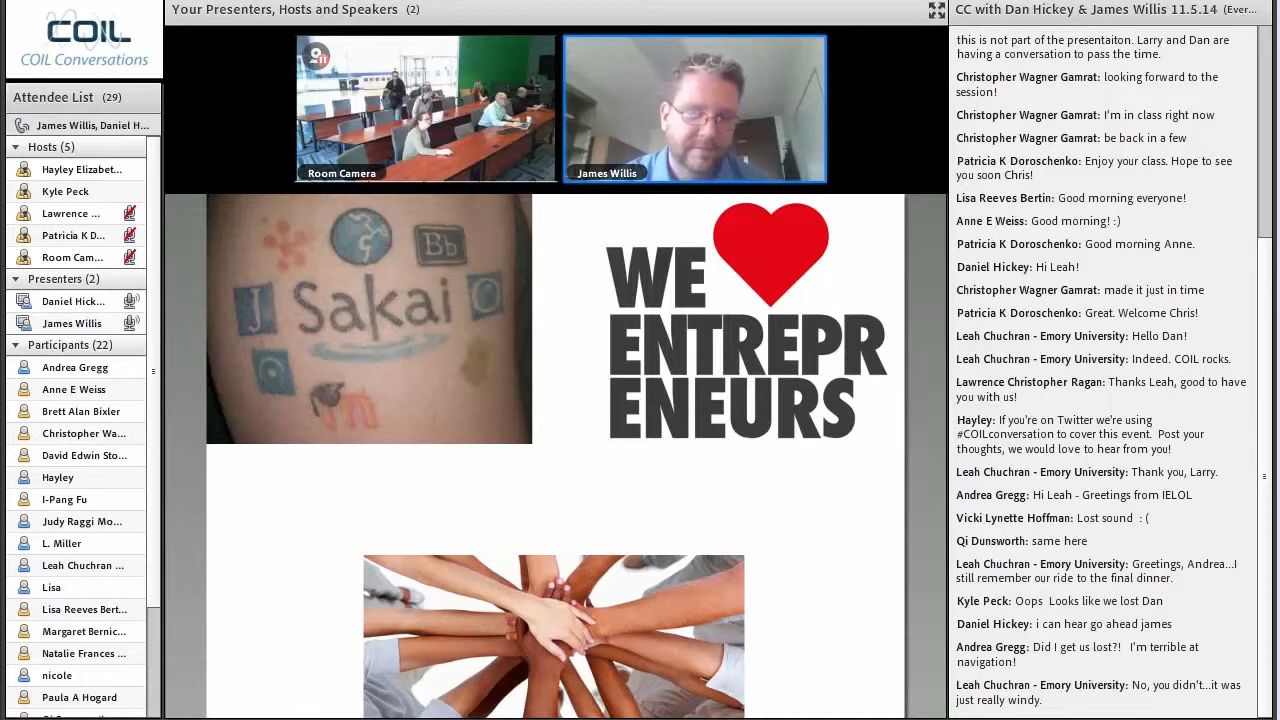 COIL
COIL Conversations
Attendee List (29)
James Willis, Daniel H...
Hosts (5)
Hayley Elizabet...
Kyle Peck
Lawrence ...
Patricia K D...
Room Cam...
Presenters (2)
Daniel Hick...
James Willis
Participants (22)
Andrea Gregg
Anne E Weiss
Brett Alan Bixler
Christopher Wa...
David Edwin Sto...
Hayley
I-Pang Fu
Judy Raggi Mo...
L. Miller
Leah Chuchran ...
Lisa
Lisa Reeves Bert...
Margaret Bernic...
Natalie Frances ...
nicole
Paula A Hogard
Your Presenters, Hosts and Speakers (2)
Room Camera
James Willis
Bb
J
Sakai
WE
ENTREPR
ENEURS
CC with Dan Hickey & James Willis 11.5.14 (Ever...
this is not part of the presentaiton, Larry and Dan are
having a conversation to pass the time
Christopher Wagner Gamrat: Looking forward to the
session!
Christopher Wagner Gamrat: I'm in class right now
Christopher Wagner Gamrat: be back in a few
Patricia K Doroshenko: Enjoy your class. Hope to see
you soon Chris!
Lisa Reeves Bertin: Good morning everyone!
Anne E Weiss: Good morning! :)
Patricia K Doroshenko: Greetings Lisa and Anne.
Daniel Hickey: Hi Leah!
Christopher Wagner Gamrat: made it just in time
Patricia K Doroshenko: Great. Welcome Chris!
Leah Chuchran - Emory University: Hello Dan!
Leah Chuchran - Emory University: Indeed. COIL rocks.
Lawrence Christopher Ragan: Thanks Leah, good to have
you with us!
Hayley: If you're on Twitter we're using
#COILconversation to cover this event. Post your
thoughts, we would love to hear from you!
Leah Chuchran - Emory University: Thank you, Larry.
Andrea Gregg: Hi Leah - Greetings from IELOL
Vicki Lynette Hoffman: Lost sound : (
Qi Dunsworth: same here
Leah Chuchran - Emory University: Greetings, Andrea...I
still recall our ride to the final dinner.
Kyle Peck: Oops Looks like we lost Dan
Daniel Hickey: i can hear go ahead james
Andrea Gregg: Did I get us lost?! I'm terrible at
navigation!
Leah Chuchran - Emory University: No, you didn't...it was
just really windy.